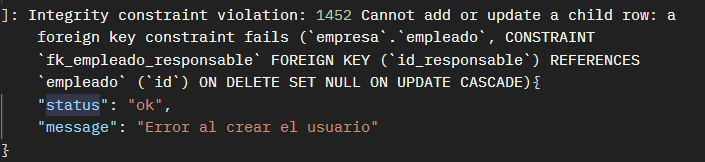 ]: Integrity constraint violation: 1452 Cannot add or update a child row: a
foreign key constraint fails (`empresa`.`empleado`, CONSTRAINT
`fk_empleado_responsable` FOREIGN KEY (`id_responsable`) REFERENCES
`empleado` (`id`) ON DELETE SET NULL ON UPDATE CASCADE){
"status": "ok",
"message": "Error al crear el usuario"
}